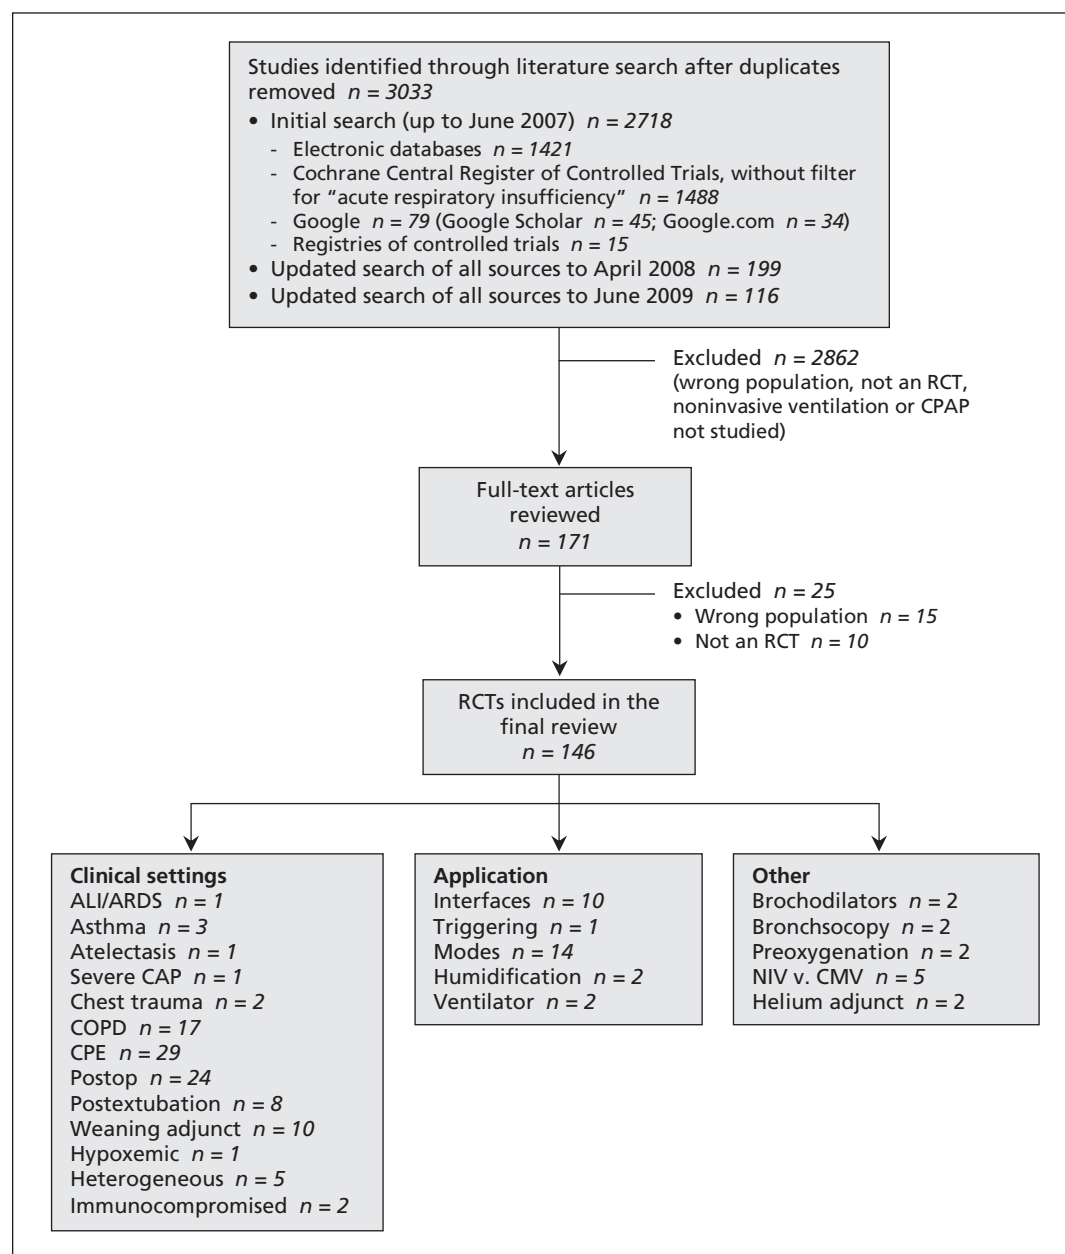 Studies identified through literature search after duplicates
removed n = 3033
• Initial search (up to June 2007) n = 2718
- Electronic databases n = 1421
- Cochrane Central Register of Controlled Trials, without filter
for “acute respiratory insufficiency” n = 1488
- Google n = 79 (Google Scholar n = 45; Google.com n = 34)
- Registries of controlled trials n = 15
• Updated search of all sources to April 2008 n = 199
• Updated search of all sources to June 2009 n = 116
Excluded n = 2862
(wrong population, not an RCT,
noninvasive ventilation or CPAP
not studied)
Full-text articles
reviewed
n = 171
Excluded n = 25
• Wrong population n = 15
• Not an RCT n = 10
RCTs included in the
final review
n = 146
Clinical settings
ALI/ARDS n = 1
Asthma n = 3
Atelectasis n = 1
Severe CAP n = 1
Chest trauma n = 2
COPD n = 17
CPE n = 29
Postop n = 24
Postextubation n = 8
Weaning adjunct n = 10
Hypoxemic n = 1
Heterogeneous n = 5
Immunocompromised n = 2
Application
Interfaces n = 10
Triggering n = 1
Modes n = 14
Humidification n = 2
Ventilator n = 2
Other
Brochodilators n = 2
Bronchsocopy n = 2
Preoxygenation n = 2
NIV v. CMV n = 5
Helium adjunct n = 2